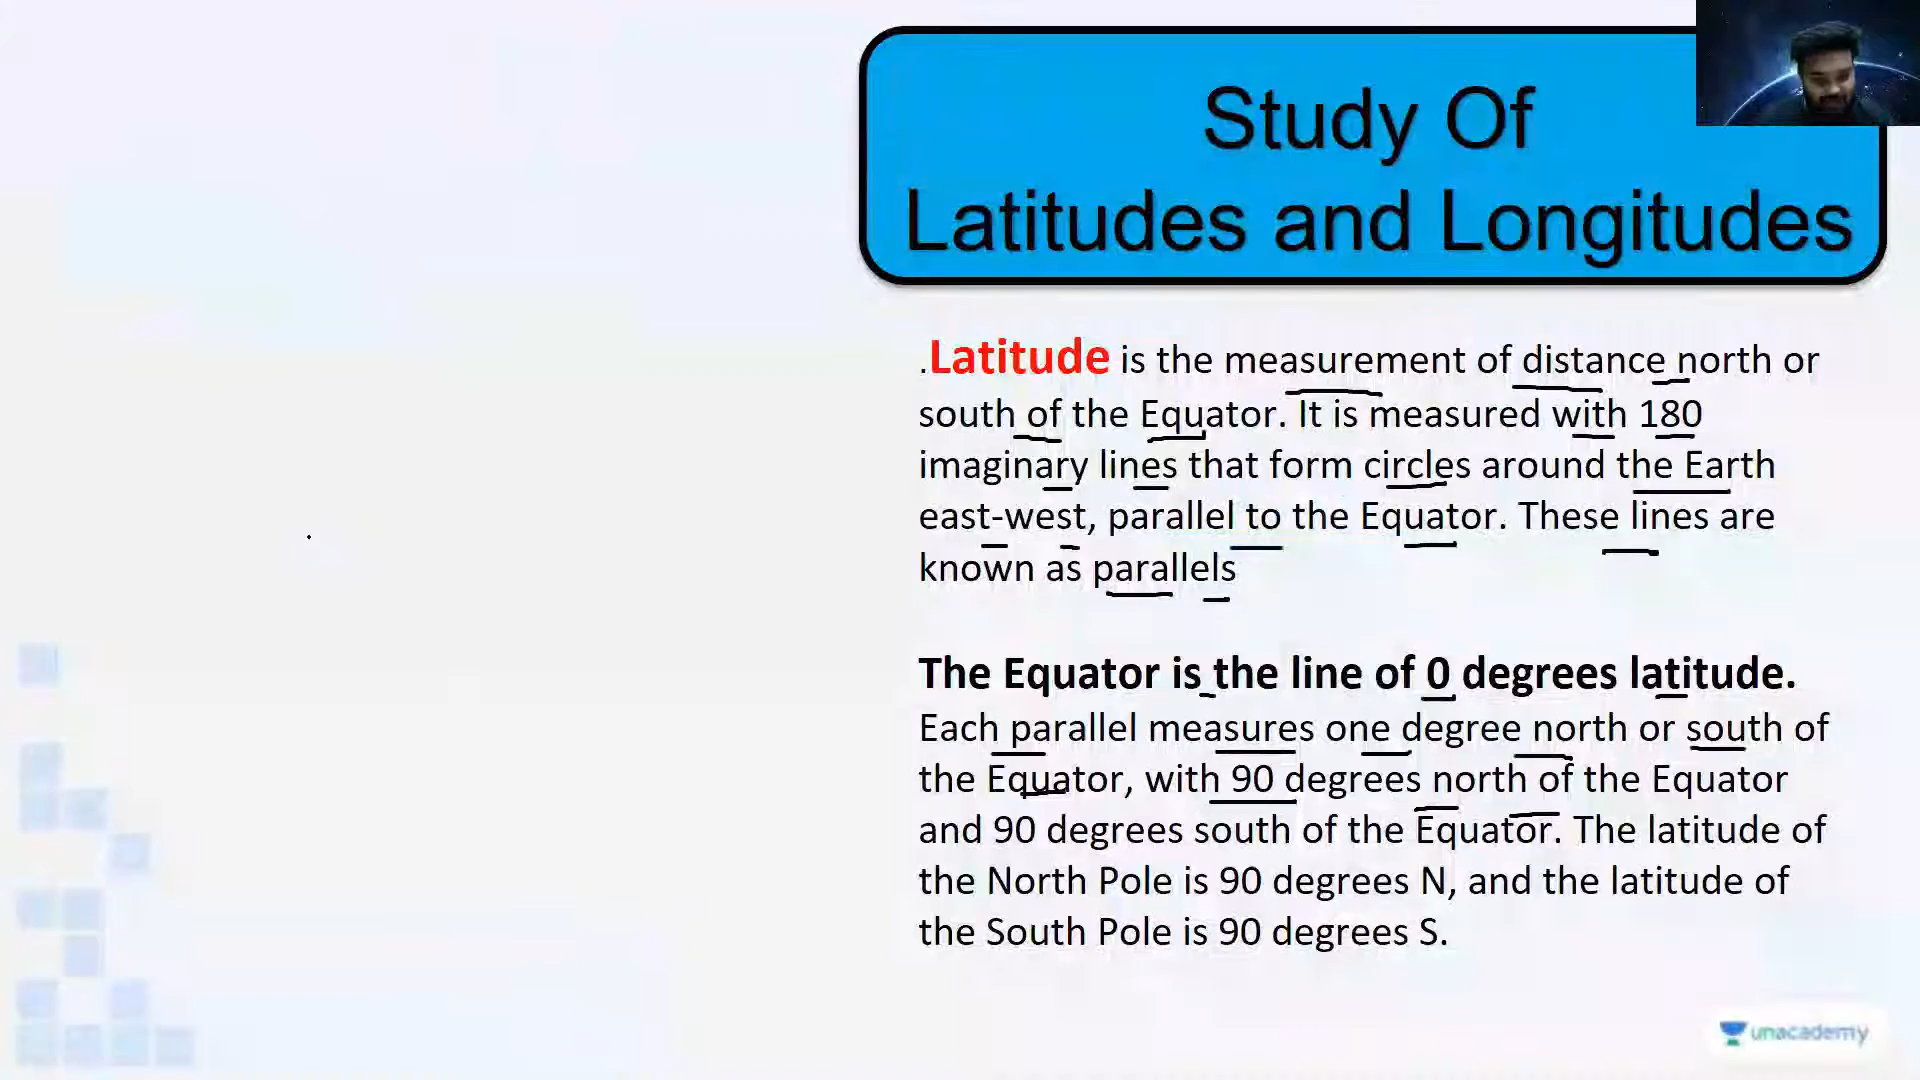 Study Of
Latitudes and Longitudes
.Latitude is the measurement of distance north or
south of the Equator. It is measured with 180
imaginary lines that form circles around the Earth
east-west, parallel to the Equator. These lines are
known as parallels
The Equator is the line of 0 degrees latitude.
Each parallel measures one degree north or south of
the Equator, with 90 degrees north of the Equator
and 90 degrees south of the Equator. The latitude of
the North Pole is 90 degrees N, and the latitude of
the South Pole is 90 degrees S.
unacademy